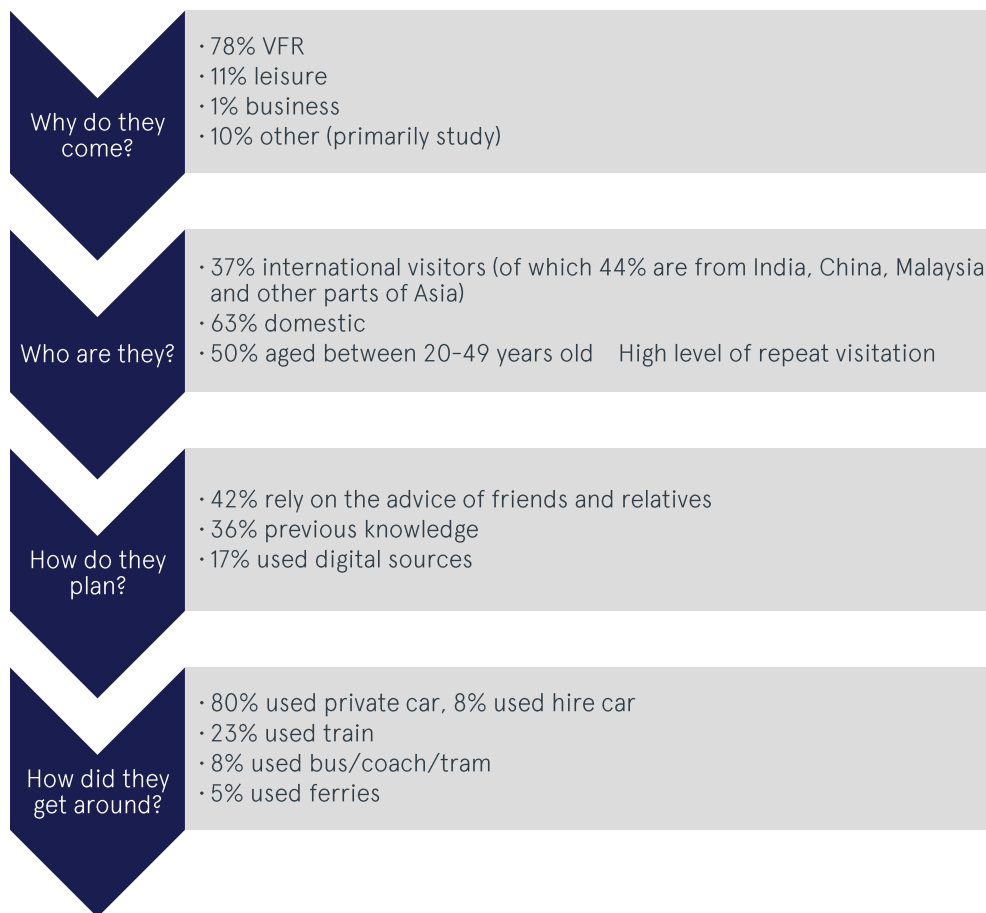 Why do they
come?
· 78% VFR
· 11% leisure
· 1% business
· 10% other (primarily study)
Who are they?
· 37% international visitors (of which 44% are from India, China, Malaysia
and other parts of Asia)
· 63% domestic
· 50% aged between 20-49 years old High level of repeat visitation
How do they
plan?
· 42% rely on the advice of friends and relatives
· 36% previous knowledge
· 17% used digital sources
How did they
get around?
· 80% used private car, 8% used hire car
· 23% used train
· 8% used bus/coach/tram
· 5% used ferries